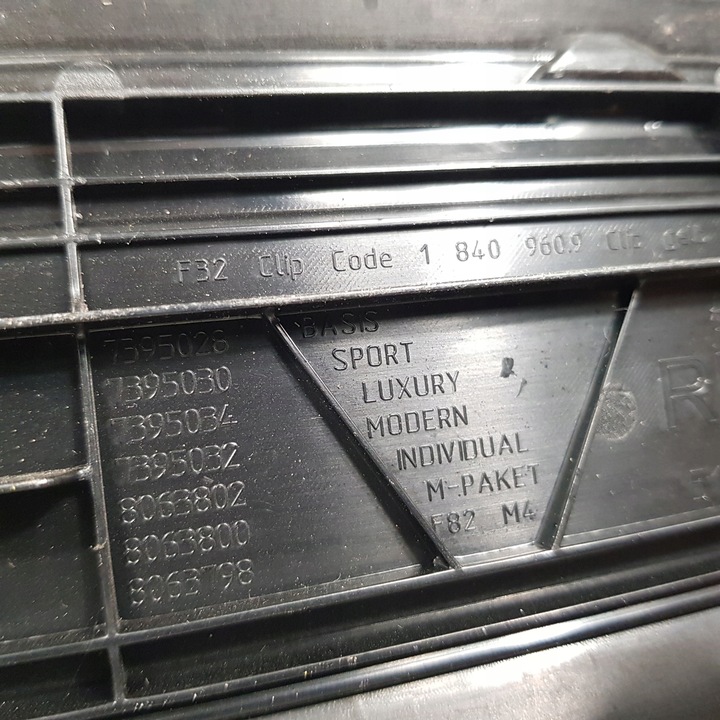 F32 Clip Code 1 840 960.9 Clip
7395028 BASIS
7395030 SPORT
7395034 LUXURY
7395032 MODERN
8063802 INDIVIDUAL
8063800 M-PAKET
8063798 F82 M4
R